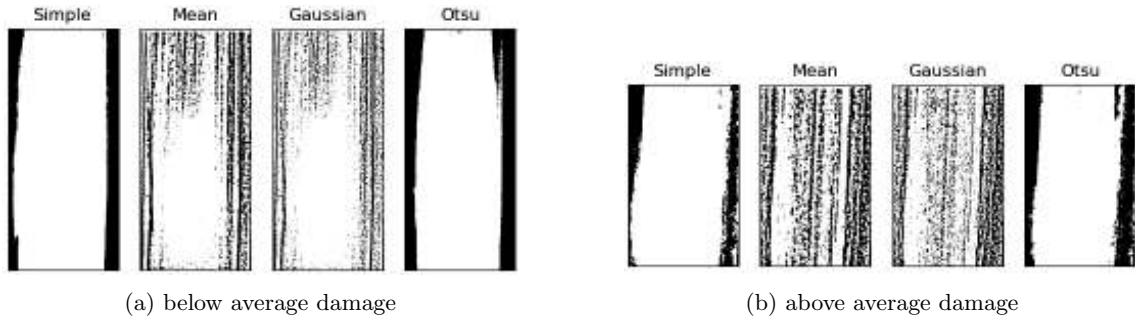 Simple Mean Gaussian Otsu
Simple Mean Gaussian Otsu
(a) below average damage
(b) above average damage